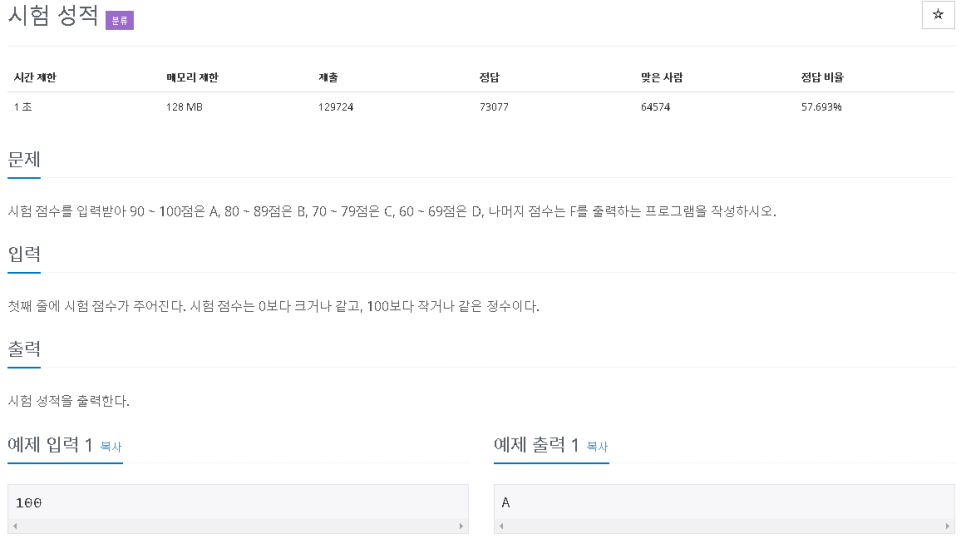 시험 성적 분류
☆
시간 제한 메모리 제한 제출 정답 맞은 사람 정답 비율
1 초 128 MB 129724 73077 64574 57.693%
문제
시험 점수를 입력받아 90 ~ 100점은 A, 80 ~ 89점은 B, 70 ~ 79점은 C, 60 ~ 69점은 D, 나머지 점수는 F를 출력하는 프로그램을 작성하시오.
입력
첫째 줄에 시험 점수가 주어진다. 시험 점수는 0보다 크거나 같고, 100보다 작거나 같은 정수이다.
출력
시험 성적을 출력한다.
예제 입력 1 복사
100
예제 출력 1 복사
A